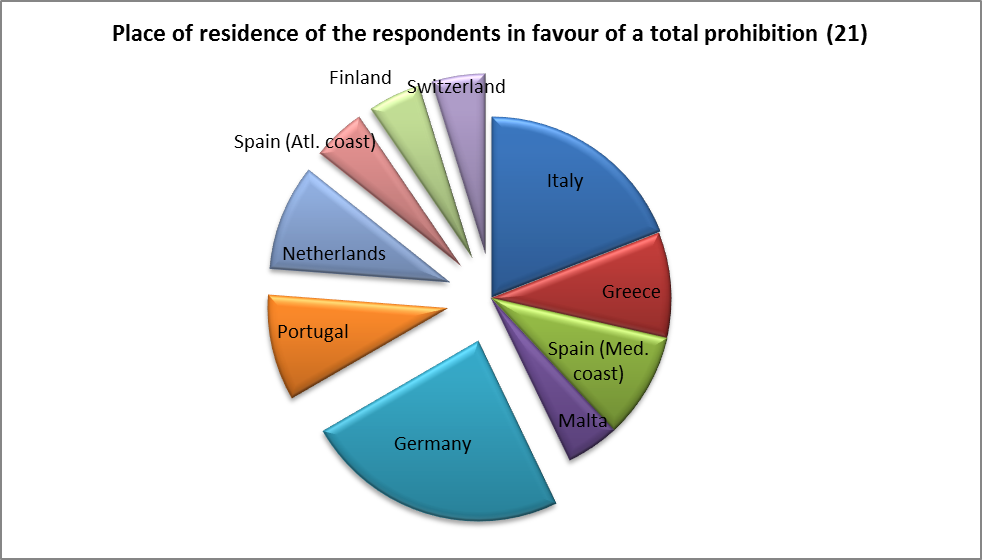 Place of residence of the respondents in favour of a total prohibition (21)
Finland
Switzerland
Spain (Atl. coast)
Italy
Netherlands
Greece
Portugal
Spain (Med.
coast)
Malta
Germany